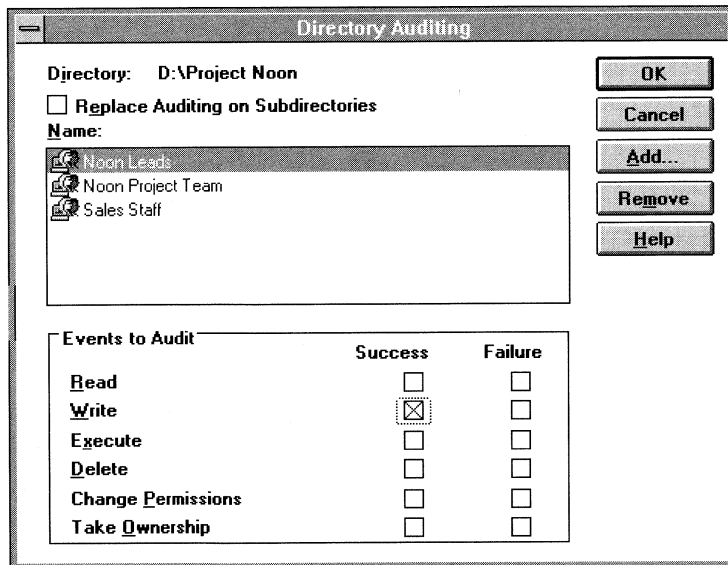 Directory Auditing
Directory: D:\Project Noon
Replace Auditing on Subdirectories
Name:
Noon Leads
Noon Project Team
Sales Staff
OK
Cancel
Add...
Remove
Help
Events to Audit
Success Failure
Read
Write
Execute
Delete
Change Permissions
Take Ownership